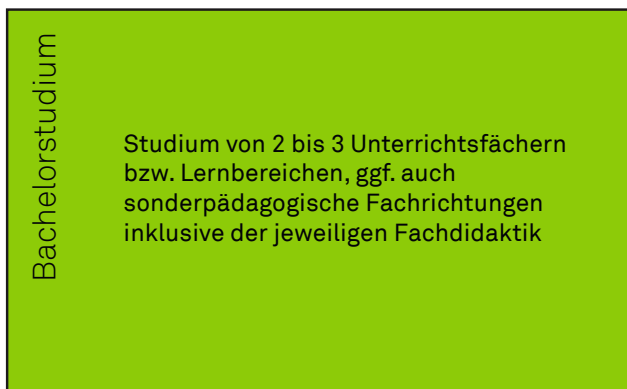 Bachelorstudium
Studium von 2 bis 3 Unterrichtsfächern
bzw. Lernbereichen, ggf. auch
sonderpädagogische Fachrichtungen
inklusive der jeweiligen Fachdidaktik